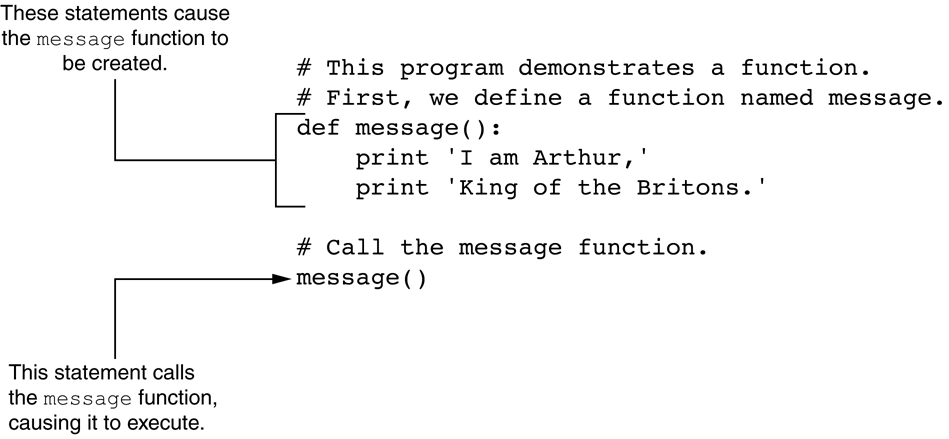 These statements cause
the message function to
be created.
# This program demonstrates a function.
# First, we define a function named message.
def message():
    print 'I am Arthur,'
    print 'King of the Britons.'
# Call the message function.
message()
This statement calls
the message function,
causing it to execute.